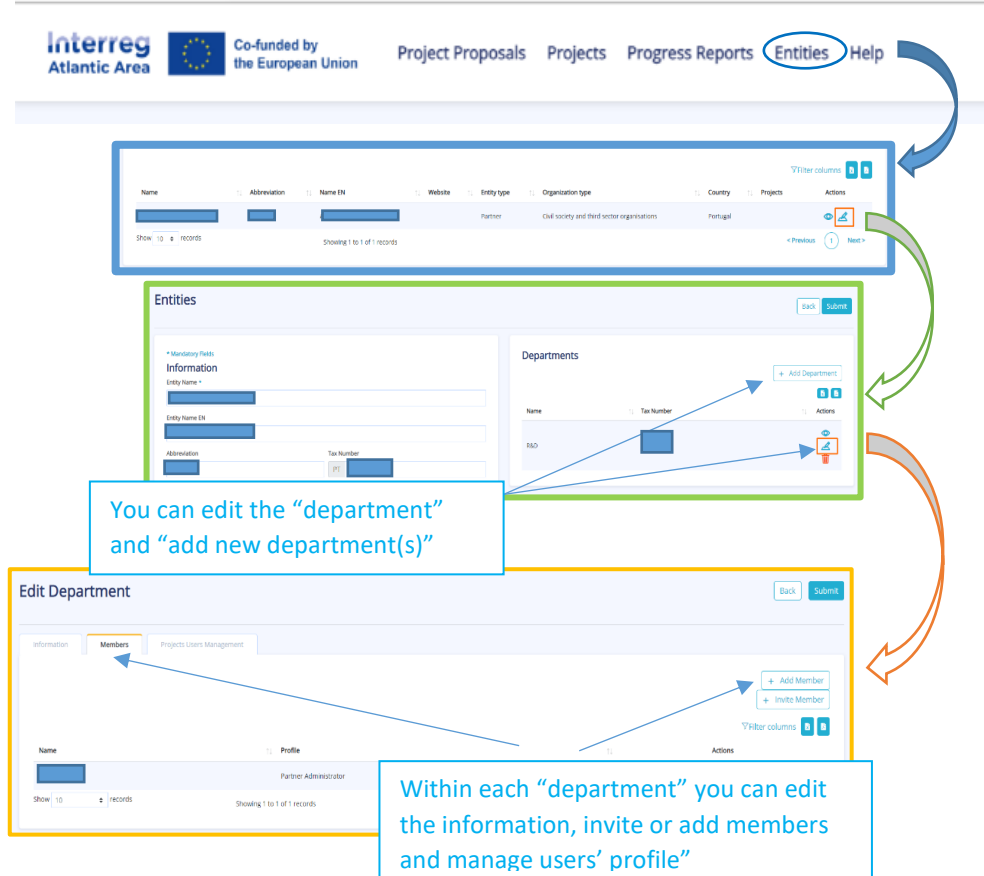 Interreg
Atlantic Area
Co-funded by
the European Union
Project Proposals Projects Progress Reports Entities Help
Filter columns
Name Abbreviation Name EN Website Entity type Organization type Country Projects Actions
Partner Civil society and third sector organisations Portugal
Show 10 records
Showing 1 to 1 of 1 records
< Previous 1 Next >
Entities
Back Submit
* Mandatory Fields
Information
Entity Name *
Entity Name EN
Abbreviation Tax Number
Departments
+ Add Department
Name Tax Number Actions
R&D
You can edit the “department”
and “add new department(s)”
Edit Department
Back Submit
Information Members Projects Users Management
+ Add Member
+ Invite Member
Filter columns
Name Profile Actions
Partner Administrator
Show 10 records
Showing 1 to 1 of 1 records
Within each “department” you can edit
the information, invite or add members
and manage users’ profile”